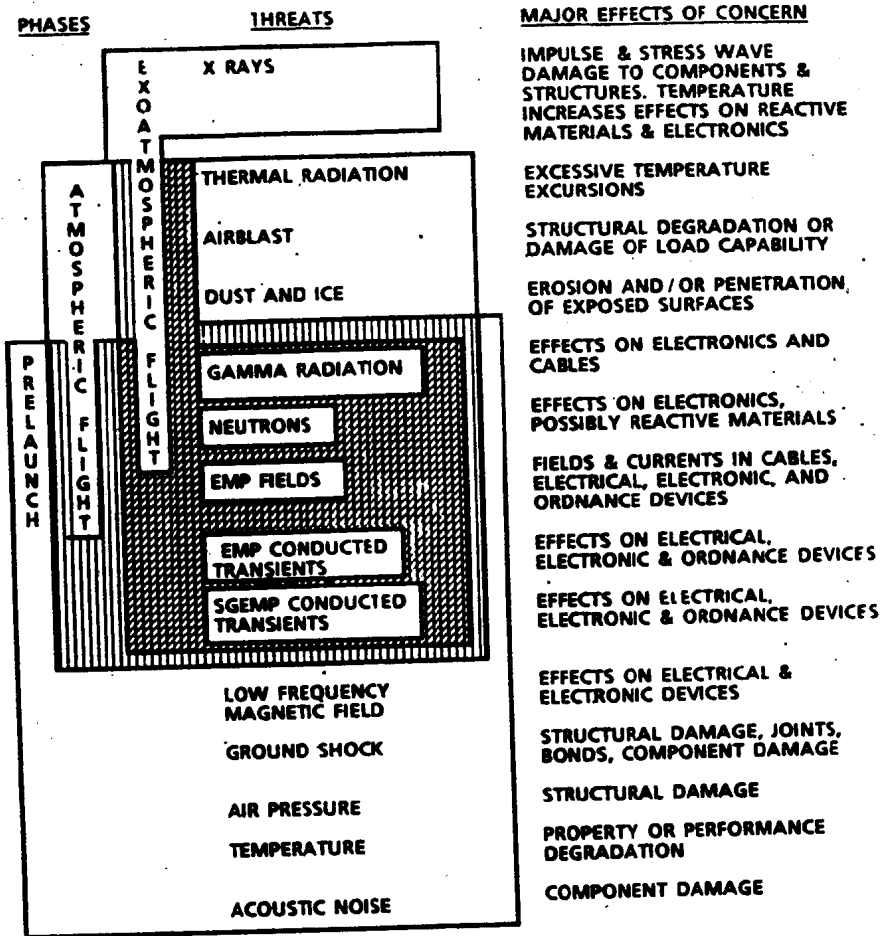 PHASES
THREATS
MAJOR EFFECTS OF CONCERN
EXOATMOSPHERIC FLIGHT
ATMOSPHERIC FLIGHT
PRELAUNCH
X RAYS
IMPULSE & STRESS WAVE
DAMAGE TO COMPONENTS &
STRUCTURES. TEMPERATURE
INCREASES EFFECTS ON REACTIVE
MATERIALS & ELECTRONICS
THERMAL RADIATION
EXCESSIVE TEMPERATURE
EXCURSIONS
AIRBLAST
STRUCTURAL DEGRADATION OR
DAMAGE OF LOAD CAPABILITY
DUST AND ICE
EROSION AND / OR PENETRATION
OF EXPOSED SURFACES
GAMMA RADIATION
EFFECTS ON ELECTRONICS AND
CABLES
NEUTRONS
EFFECTS ON ELECTRONICS,
POSSIBLY REACTIVE MATERIALS
EMP FIELDS
FIELDS & CURRENTS IN CABLES,
ELECTRICAL, ELECTRONIC, AND
ORDNANCE DEVICES
EMP CONDUCTED
TRANSIENTS
EFFECTS ON ELECTRICAL,
ELECTRONIC & ORDNANCE DEVICES
SGEMP CONDUCTED
TRANSIENTS
EFFECTS ON ELECTRICAL,
ELECTRONIC & ORDNANCE DEVICES
LOW FREQUENCY
MAGNETIC FIELD
EFFECTS ON ELECTRICAL &
ELECTRONIC DEVICES
GROUND SHOCK
STRUCTURAL DAMAGE, JOINTS,
BONDS, COMPONENT DAMAGE
AIR PRESSURE
STRUCTURAL DAMAGE
TEMPERATURE
PROPERTY OR PERFORMANCE
DEGRADATION
ACOUSTIC NOISE
COMPONENT DAMAGE